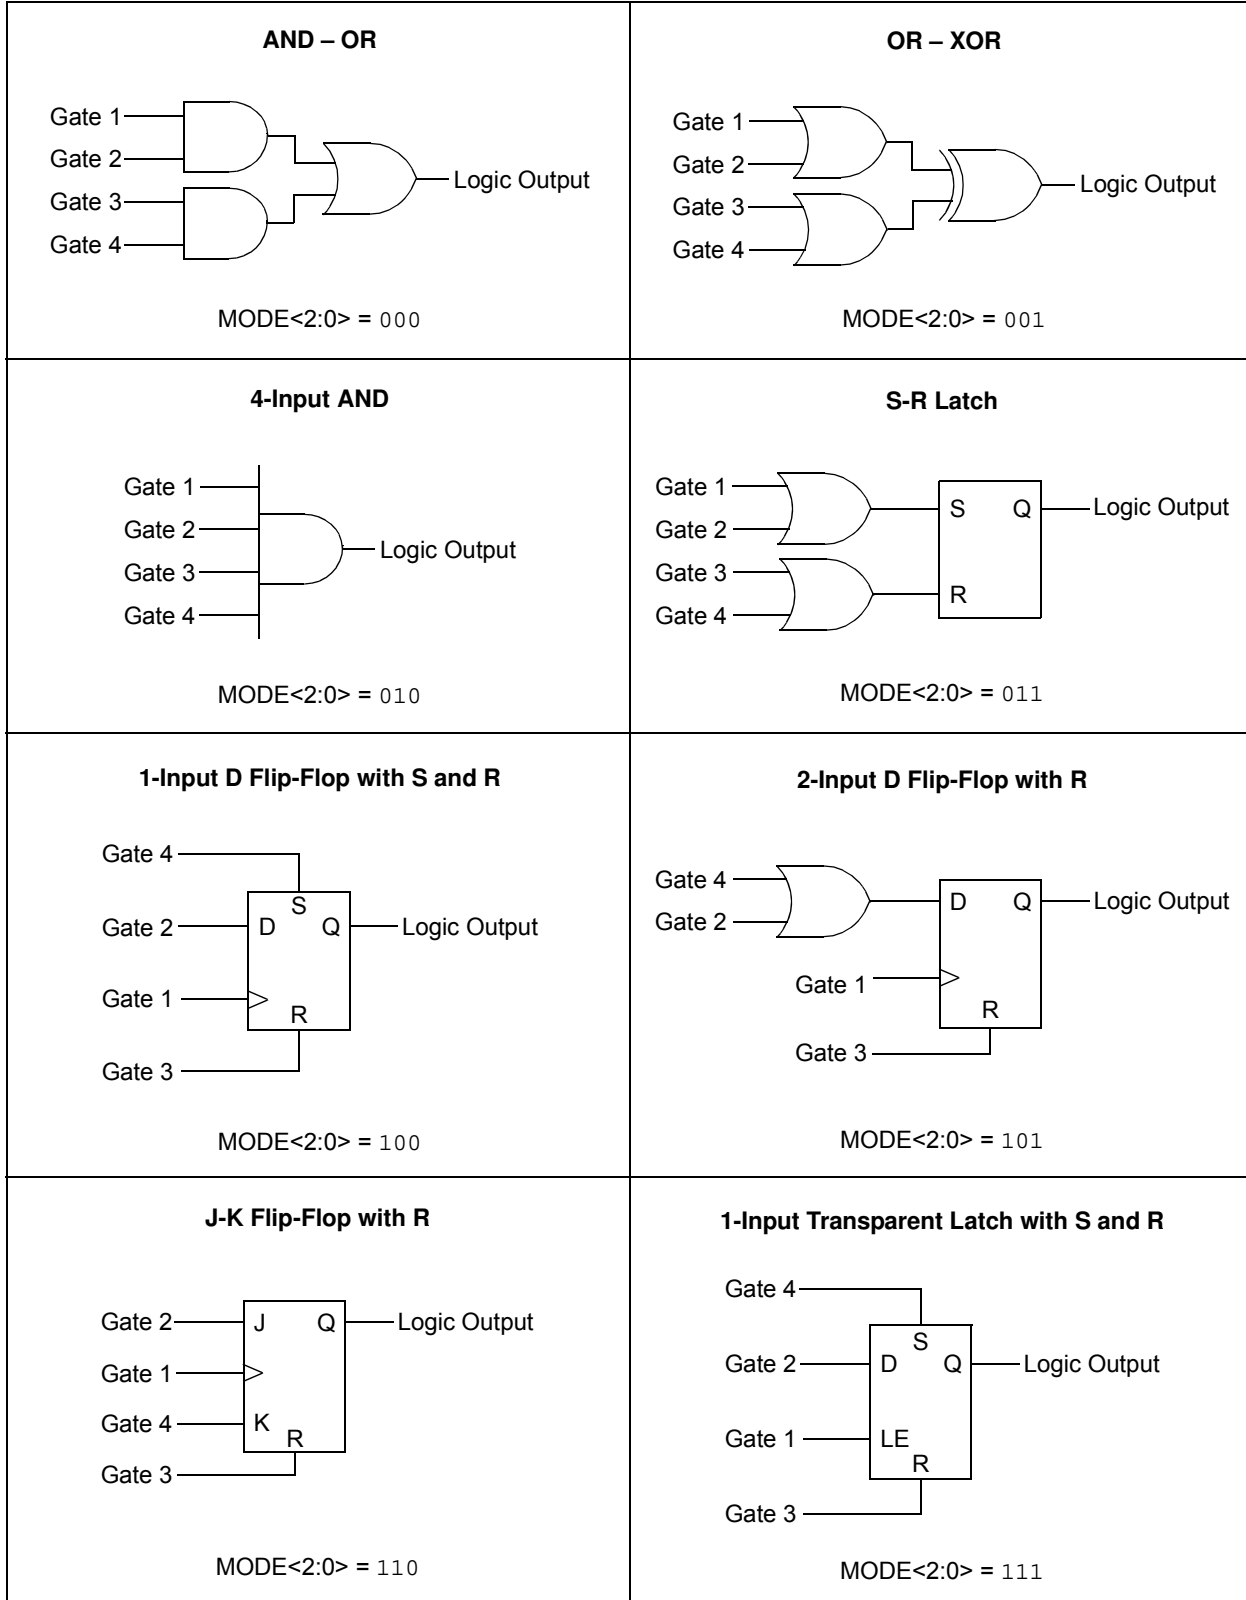 AND – OR
Gate 1
Gate 2
Gate 3
Gate 4
Logic Output
MODE<2:0> = 000
OR – XOR
Gate 1
Gate 2
Gate 3
Gate 4
Logic Output
MODE<2:0> = 001
4-Input AND
Gate 1
Gate 2
Gate 3
Gate 4
Logic Output
MODE<2:0> = 010
S-R Latch
Gate 1
Gate 2
Gate 3
Gate 4
S Q
R
Logic Output
MODE<2:0> = 011
1-Input D Flip-Flop with S and R
Gate 4
S
Gate 2
D Q
Logic Output
Gate 1
R
Gate 3
MODE<2:0> = 100
2-Input D Flip-Flop with R
Gate 4
Gate 2
D Q
Logic Output
Gate 1
R
Gate 3
MODE<2:0> = 101
J-K Flip-Flop with R
Gate 2
J Q
Logic Output
Gate 1
Gate 4
K
R
Gate 3
MODE<2:0> = 110
1-Input Transparent Latch with S and R
Gate 4
S
Gate 2
D Q
Logic Output
Gate 1
LE
R
Gate 3
MODE<2:0> = 111